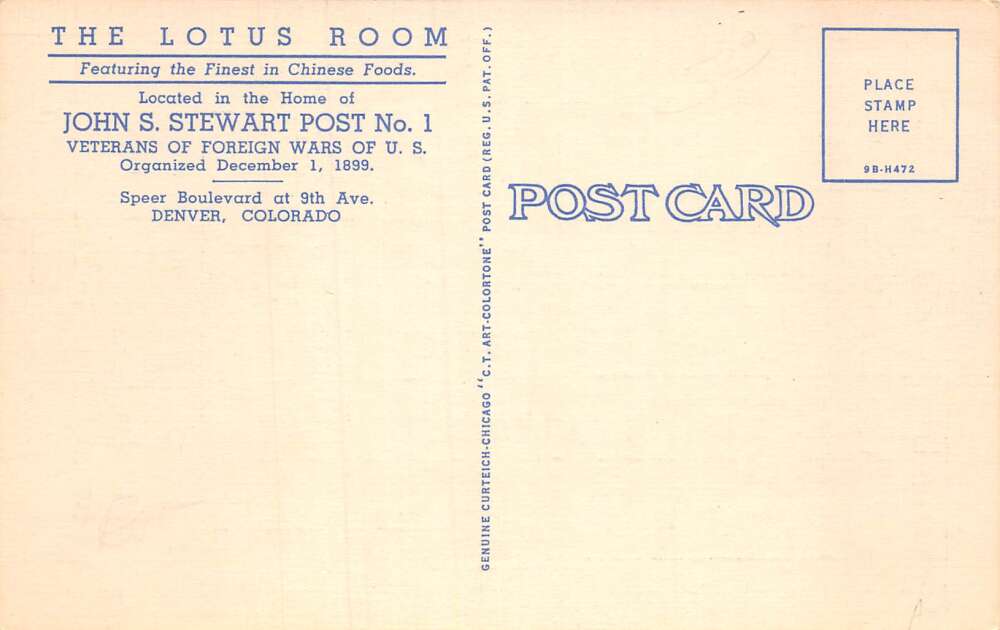 THE LOTUS ROOM
Featuring the Finest in Chinese Foods.
Located in the Home of
JOHN S. STEWART POST No. 1
VETERANS OF FOREIGN WARS OF U. S.
Organized December 1, 1899.
Speer Boulevard at 9th Ave.
DENVER, COLORADO
GENUINE CURTEICH-CHICAGO "C.T. ART-COLORTONE" POST CARD (REG. U.S. PAT. OFF.)
POST CARD
PLACE
STAMP
HERE
9B-H472